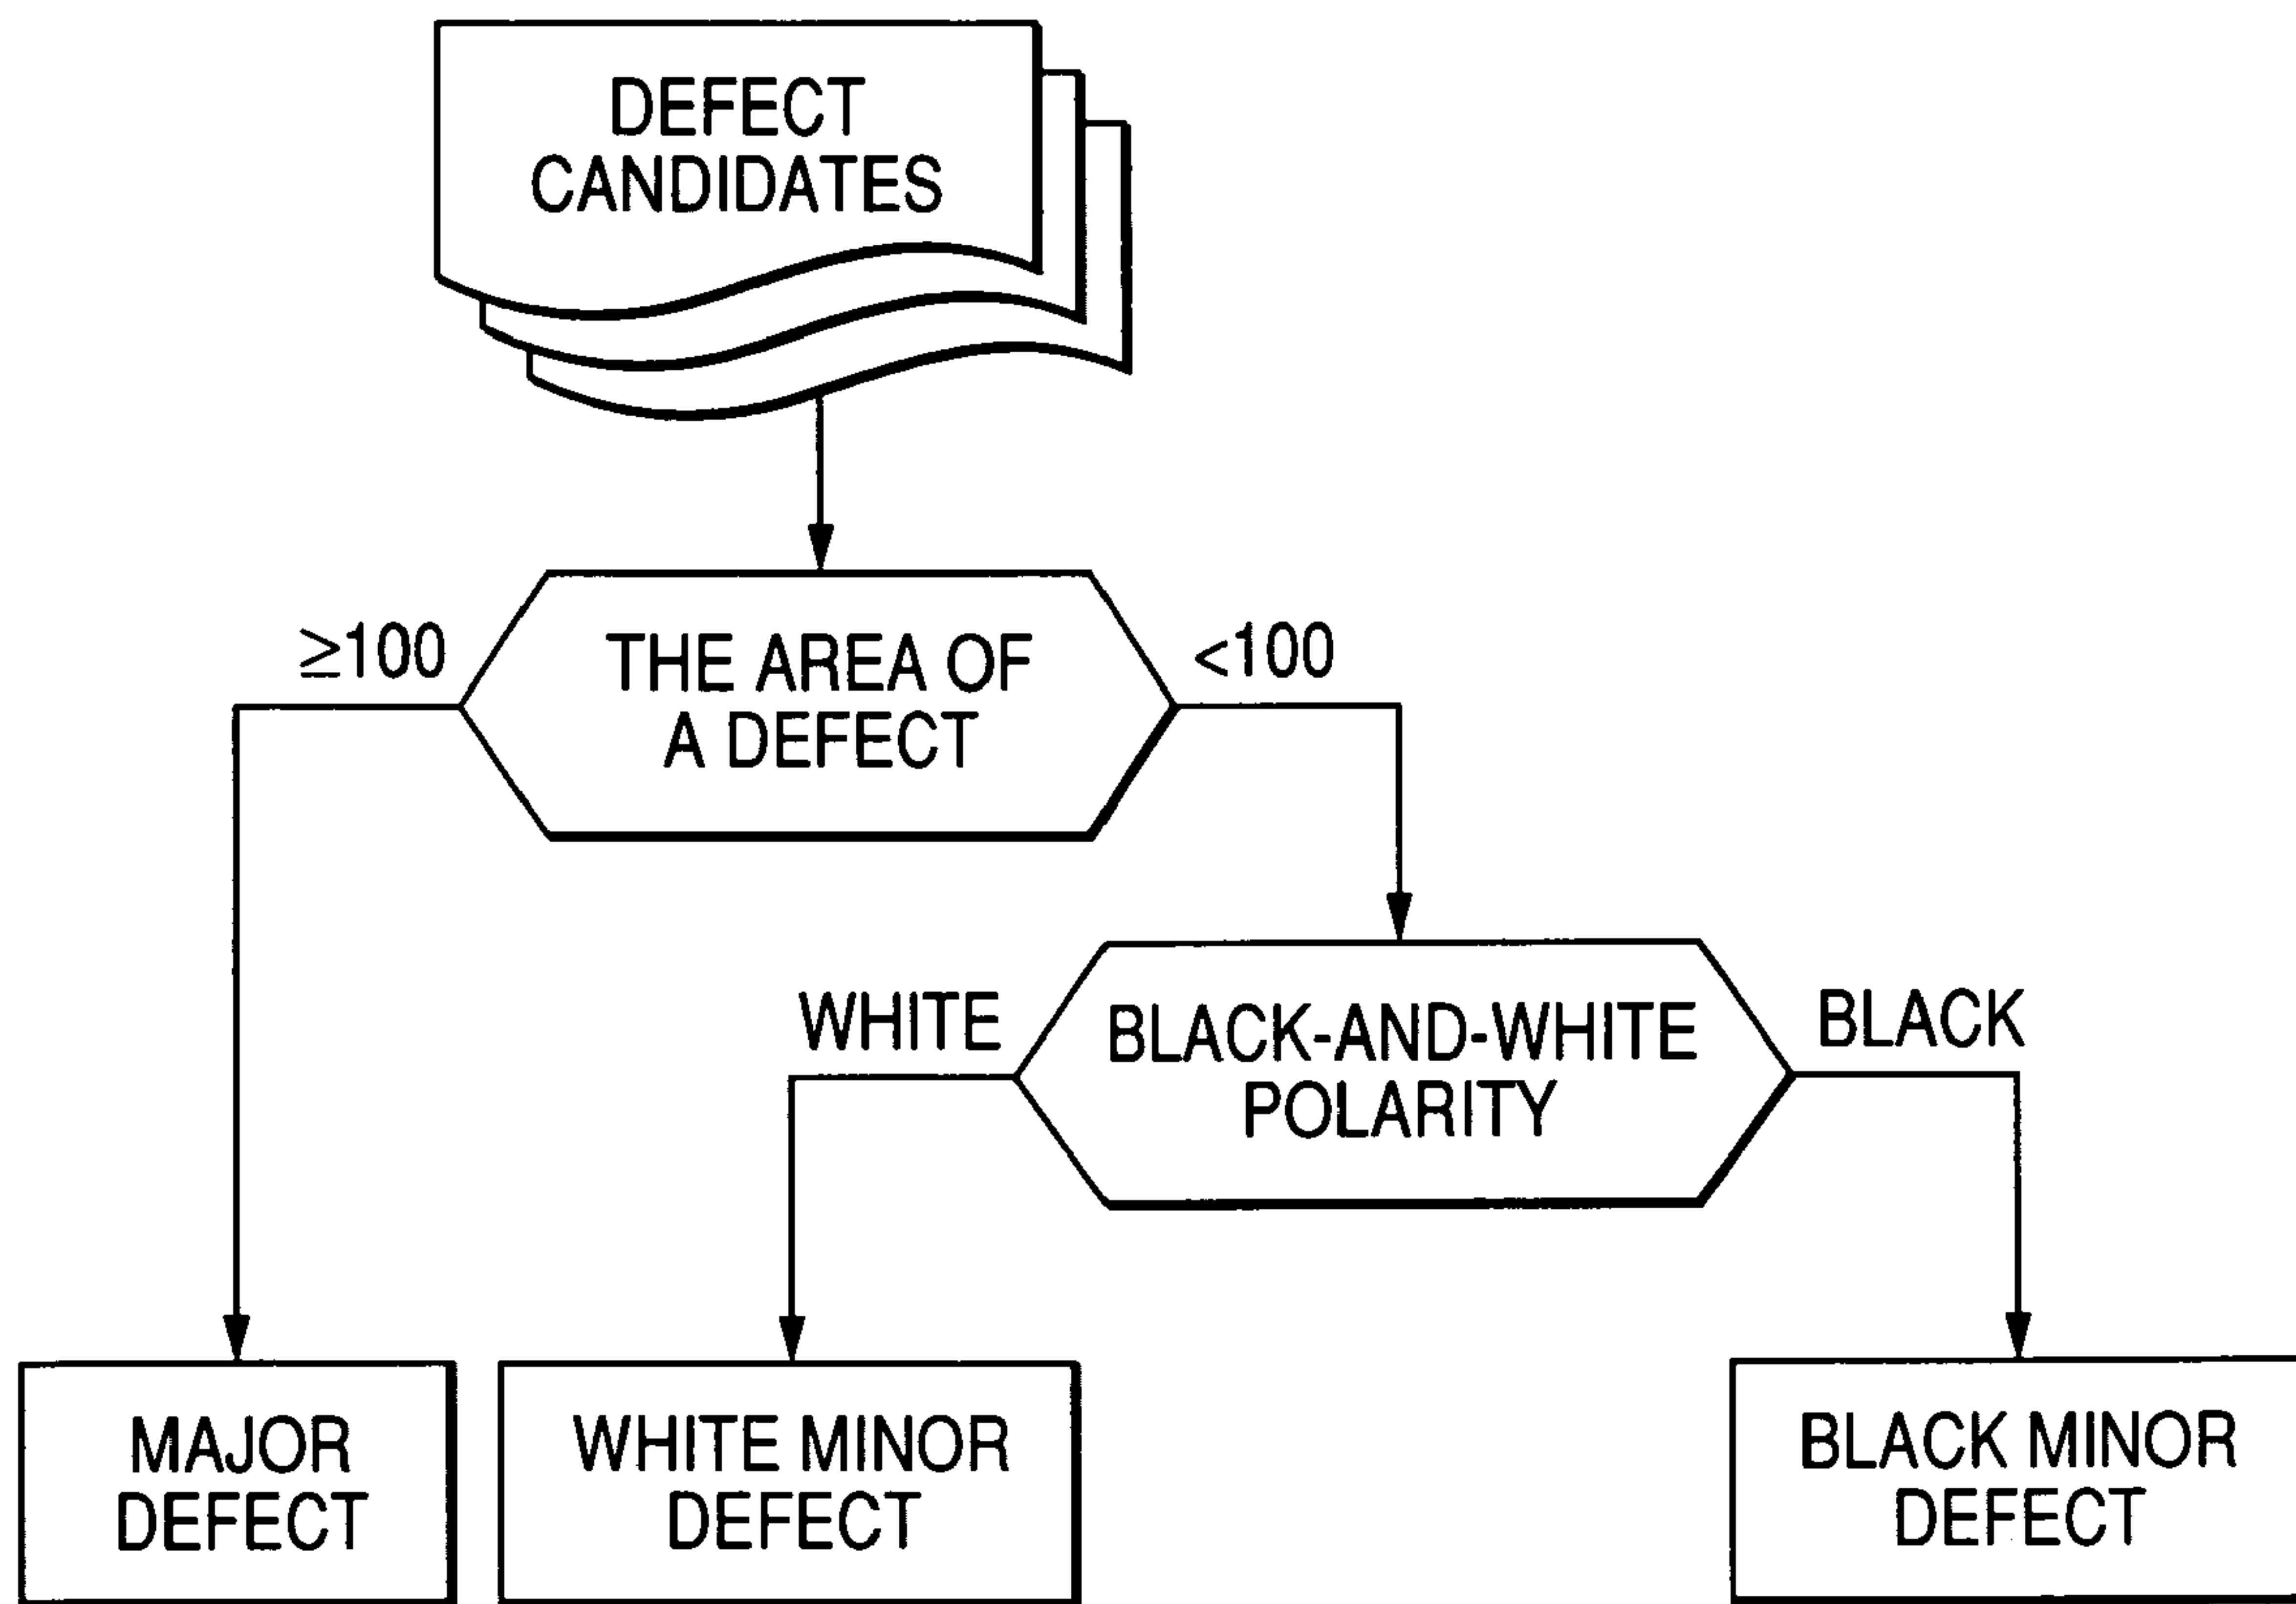 DEFECT
CANDIDATES
≥100
THE AREA OF
A DEFECT
<100
WHITE
BLACK-AND-WHITE
POLARITY
BLACK
MAJOR
DEFECT
WHITE MINOR
DEFECT
BLACK MINOR
DEFECT